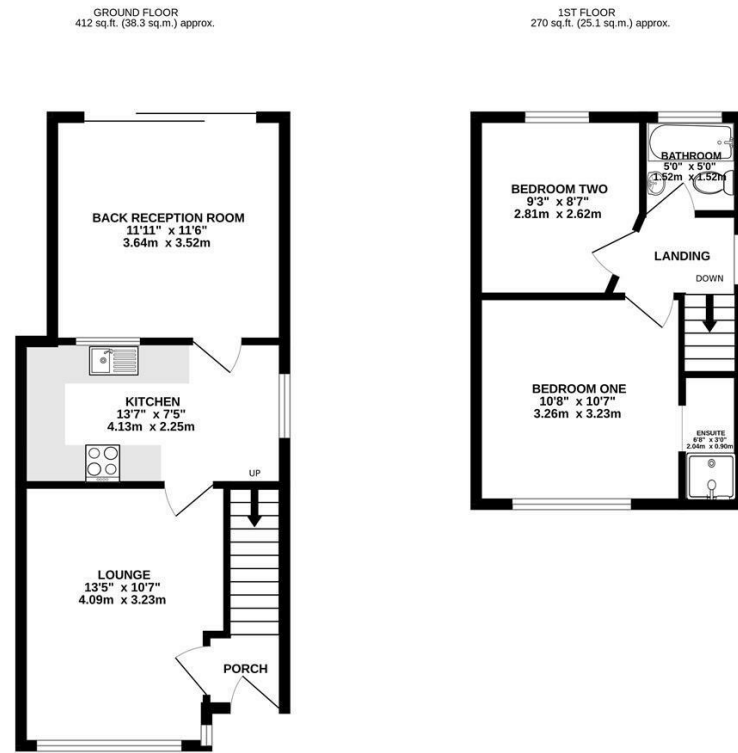 GROUND FLOOR
412 sq.ft. (38.3 sq.m.) approx.
BACK RECEPTION ROOM
11'11" x 11'6"
3.64m x 3.52m
KITCHEN
13'7" x 7'5"
4.13m x 2.25m
UP
LOUNGE
13'5" x 10'7"
4.09m x 3.23m
PORCH
1ST FLOOR
270 sq.ft. (25.1 sq.m.) approx.
BATHROOM
5'0" x 5'0"
1.52m x 1.52m
BEDROOM TWO
9'3" x 8'7"
2.81m x 2.62m
LANDING
DOWN
BEDROOM ONE
10'8" x 10'7"
3.26m x 3.23m
ENSUITE
6'8" x 3'0"
2.04m x 0.90m